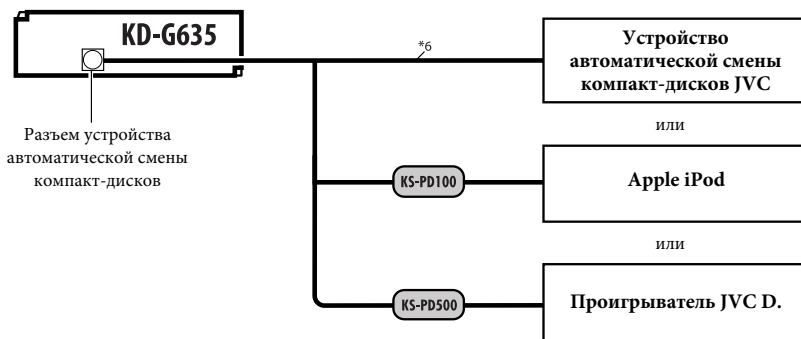 KD-G635
*6
Устройство
автоматической смены
компакт-дисков JVC
Разъем устройства
автоматической смены
компакт-дисков
или
KS-PD100
Apple iPod
или
KS-PD500
Проигрыватель JVC D.